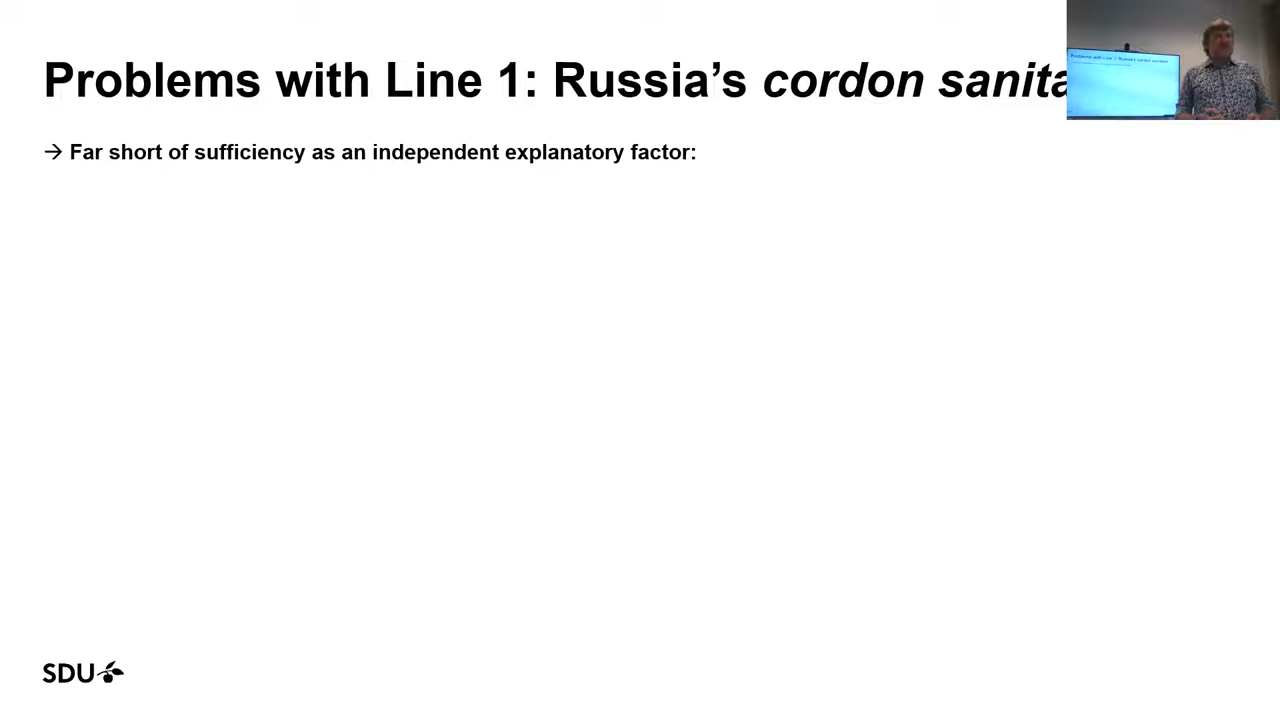 Problems with Line 1: Russia’s cordon sanita
→ Far short of sufficiency as an independent explanatory factor:
SDU